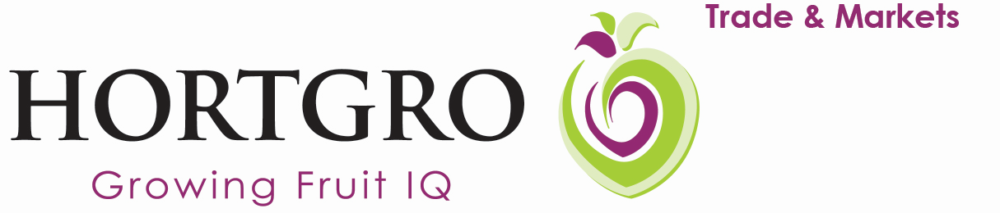 Trade & Markets
HORTGRO
Growing Fruit IQ